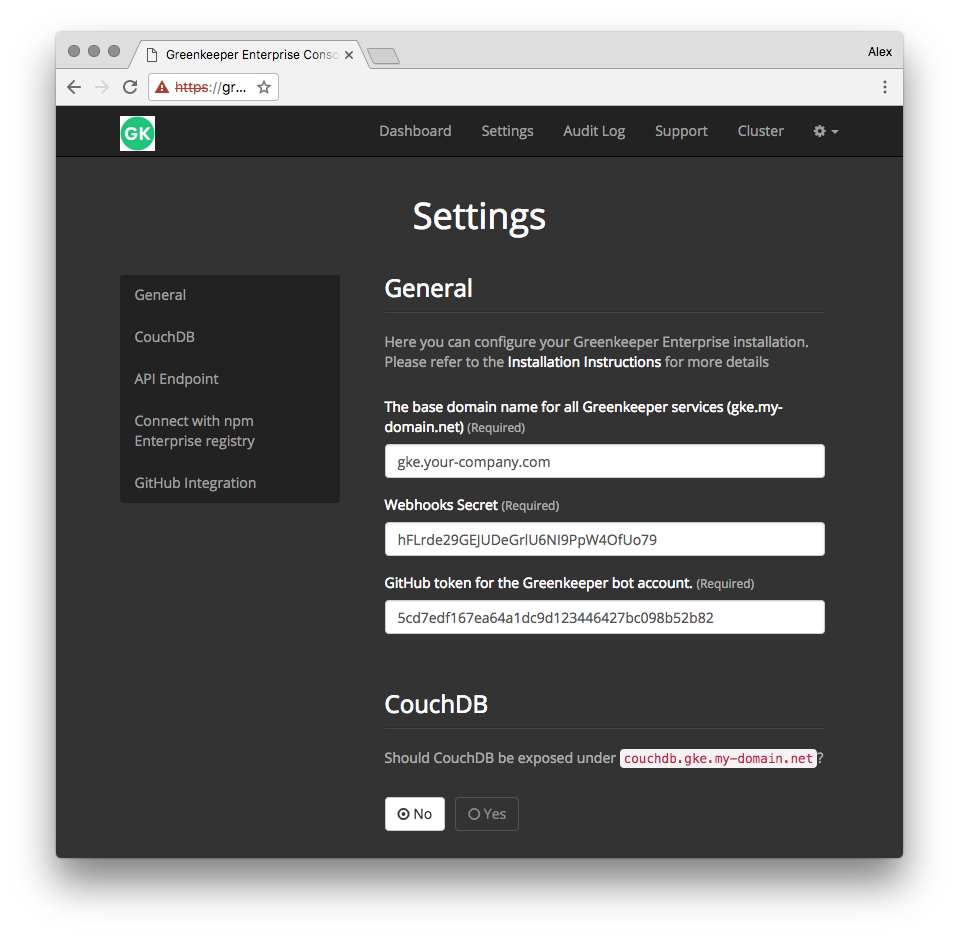 Greenkeeper Enterprise Conso
Alex
https://gr...
GK
Dashboard
Settings
Audit Log
Support
Cluster
Settings
General
CouchDB
API Endpoint
Connect with npm
Enterprise registry
GitHub Integration
General
Here you can configure your Greenkeeper Enterprise installation.
Please refer to the Installation Instructions for more details
The base domain name for all Greenkeeper services (gke.my-
domain.net) (Required)
gke.your-company.com
Webhooks Secret (Required)
hFLrde29GEJUDeGrlU6NI9PpW4OfUo79
GitHub token for the Greenkeeper bot account. (Required)
5cd7edf167ea64a1dc9d123446427bc098b52b82
CouchDB
Should CouchDB be exposed under couchdb.gke.my-domain.net?
No
Yes